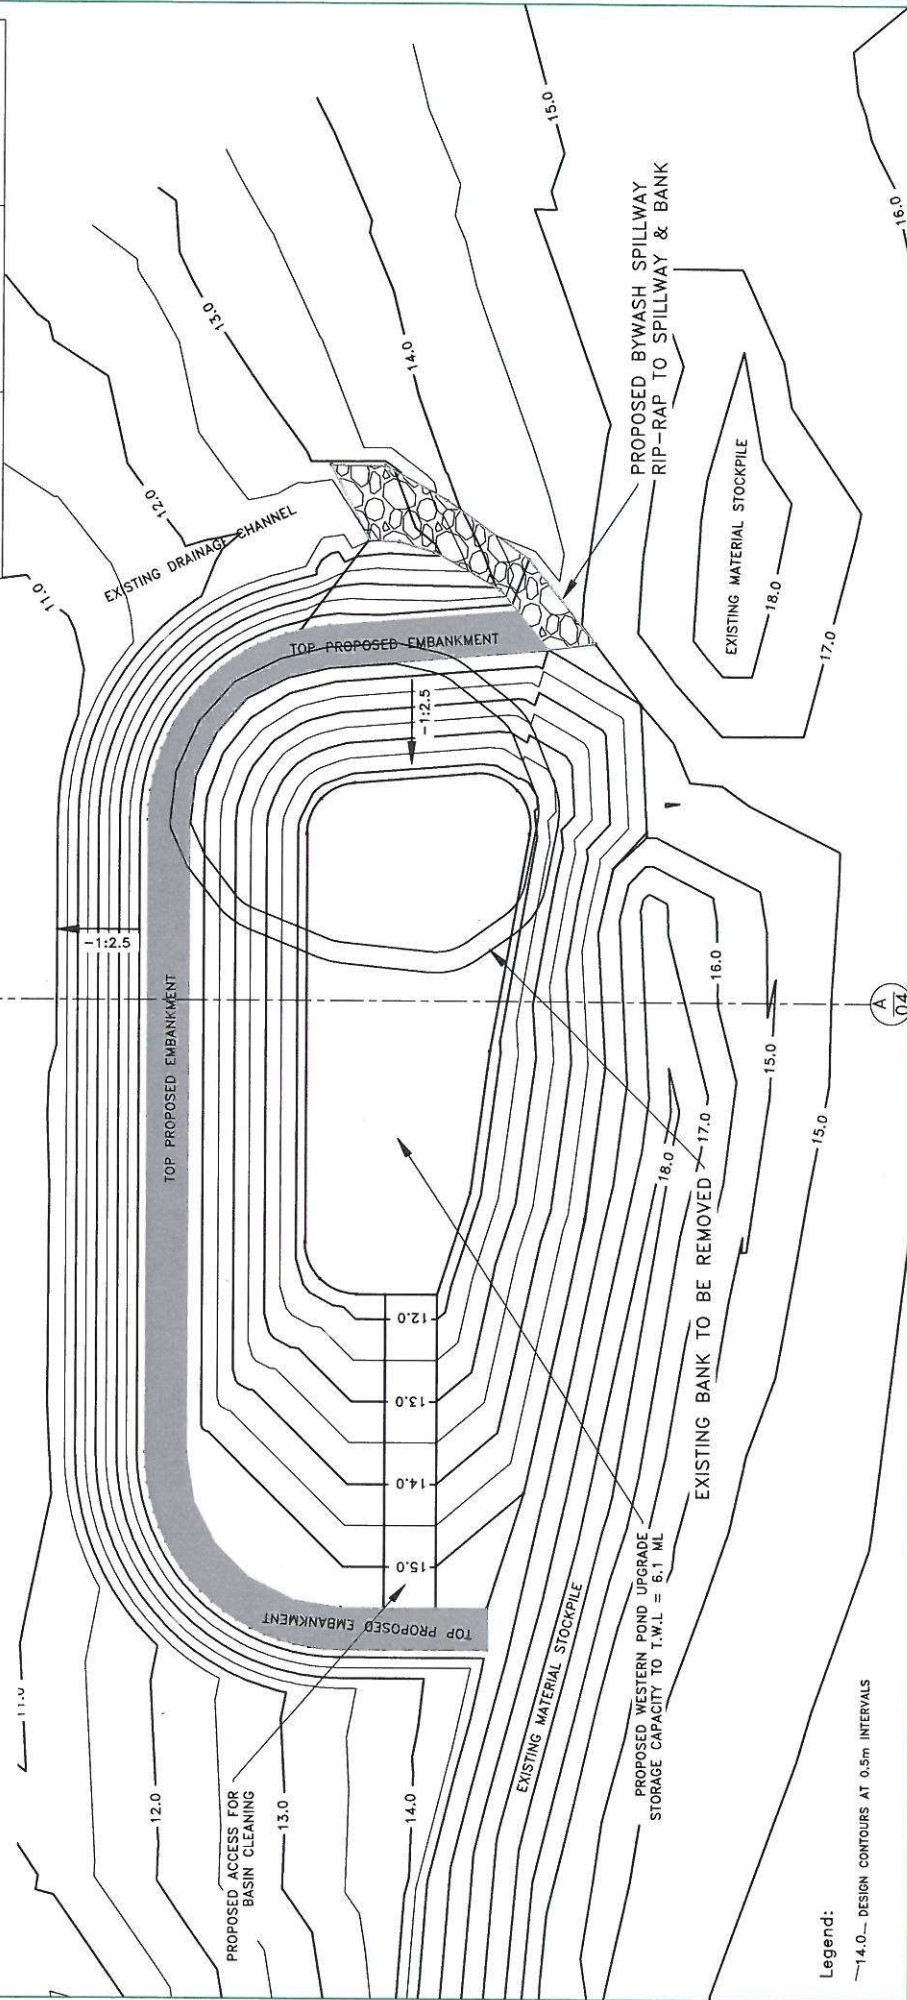 11.0
12.0
EXISTING DRAINAGE CHANNEL
13.0
14.0
15.0
16.0
PROPOSED BYWASH SPILLWAY
RIP-RAP TO SPILLWAY & BANK
EXISTING MATERIAL STOCKPILE
18.0
17.0
TOP PROPOSED EMBANKMENT
-1:2.5
-1:2.5
TOP PROPOSED EMBANKMENT
A
04
16.0
15.0
15.0
17.0
18.0
EXISTING BANK TO BE REMOVED
12.0
13.0
14.0
15.0
TOP PROPOSED EMBANKMENT
EXISTING MATERIAL STOCKPILE
PROPOSED WESTERN POND UPGRADE
STORAGE CAPACITY TO T.W.L = 6.1 ML
PROPOSED ACCESS FOR
BASIN CLEANING
12.0
13.0
14.0
Legend:
14.0 DESIGN CONTOURS AT 0.5m INTERVALS